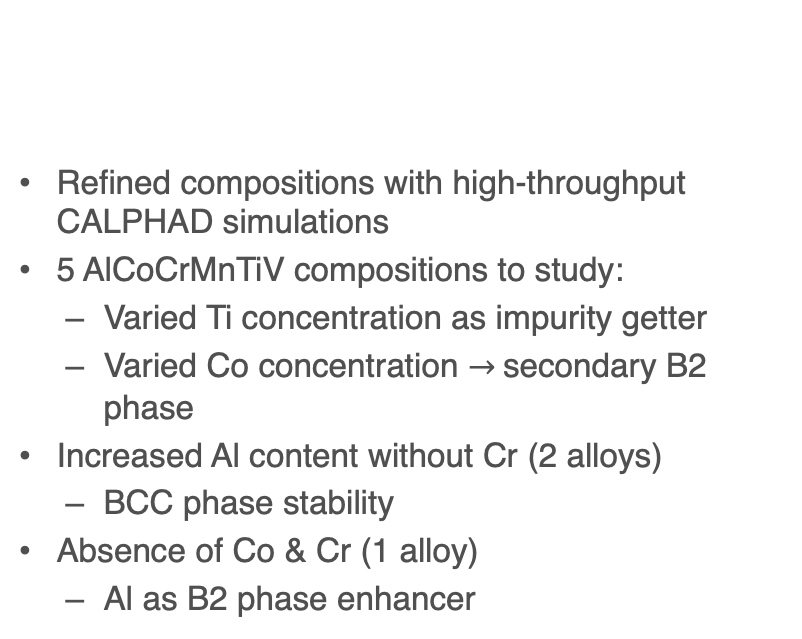 • Refined compositions with high-throughput
CALPHAD simulations
• 5 AlCoCrMnTiV compositions to study:
– Varied Ti concentration as impurity getter
– Varied Co concentration → secondary B2
phase
• Increased Al content without Cr (2 alloys)
– BCC phase stability
• Absence of Co & Cr (1 alloy)
– Al as B2 phase enhancer